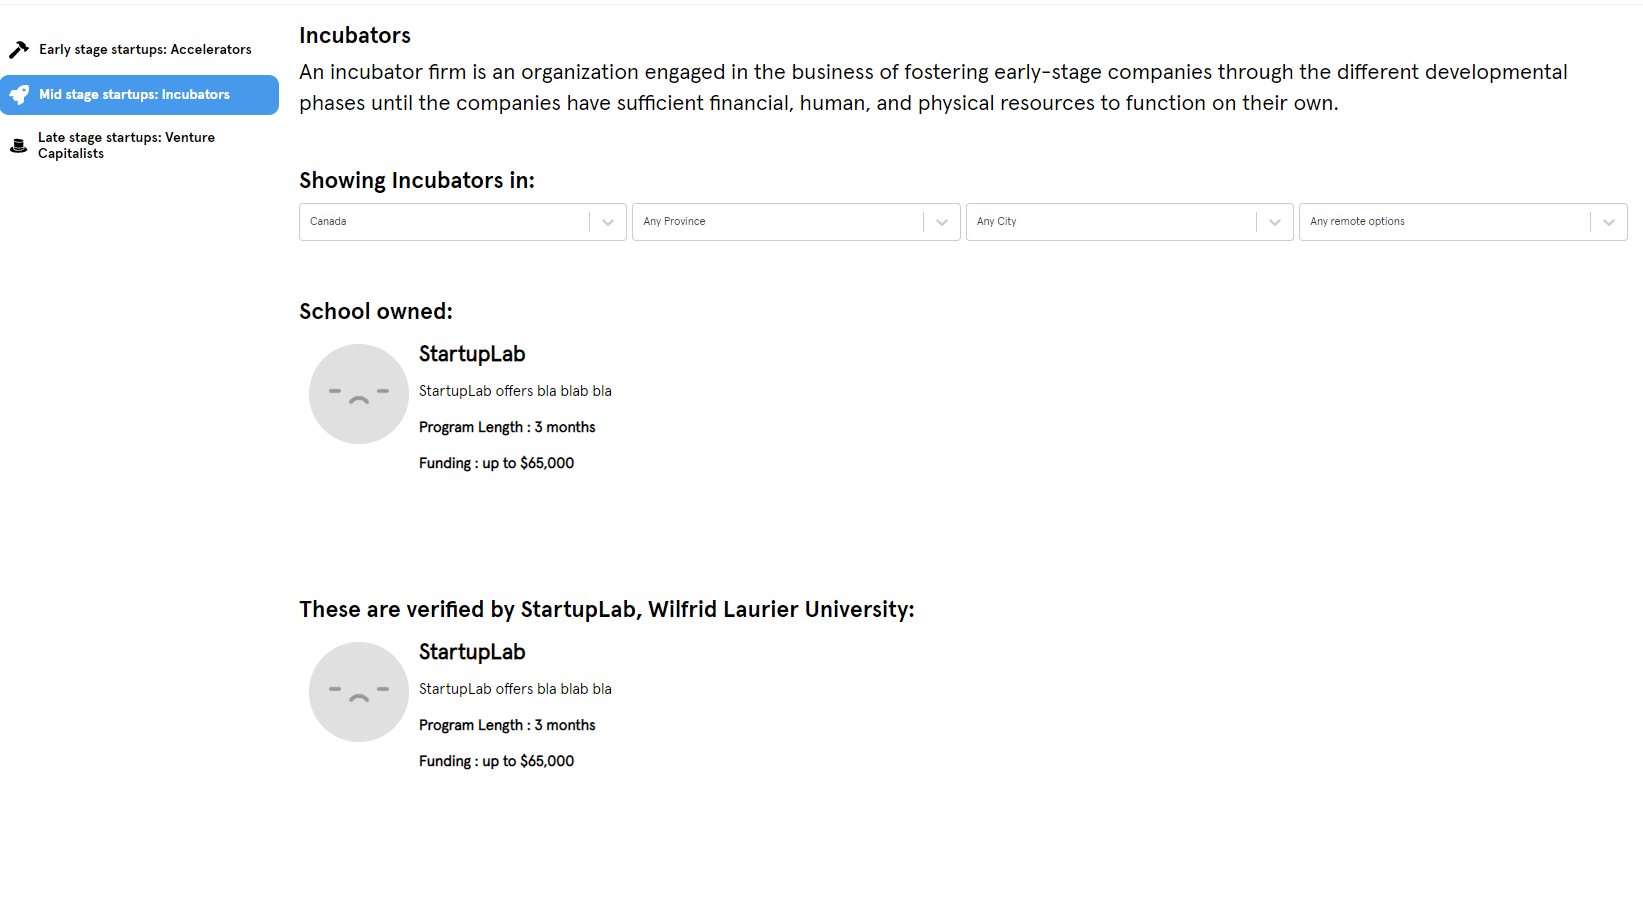 Early stage startups: Accelerators
Mid stage startups: Incubators
Late stage startups: Venture
Capitalists
Incubators
An incubator firm is an organization engaged in the business of fostering early-stage companies through the different developmental
phases until the companies have sufficient financial, human, and physical resources to function on their own.
Showing Incubators in:
Canada
Any Province
Any City
Any remote options
School owned:
StartupLab
StartupLab offers bla blab bla
Program Length : 3 months
Funding : up to $65,000
These are verified by StartupLab, Wilfrid Laurier University:
StartupLab
StartupLab offers bla blab bla
Program Length : 3 months
Funding : up to $65,000